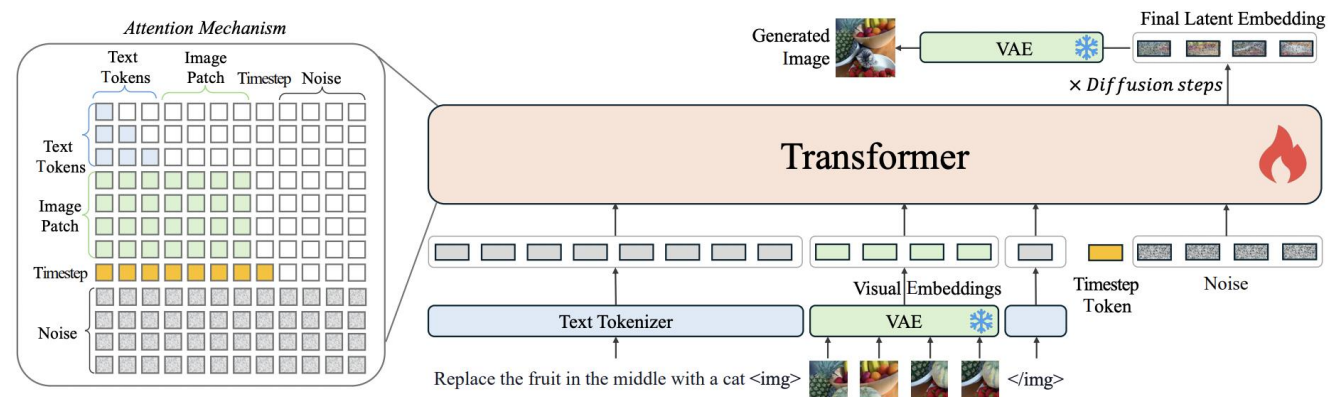 Attention Mechanism
Text
Tokens
Image
Patch
Timestep
Noise
Text
Tokens
Image
Patch
Timestep
Noise
Generated
Image
VAE
Final Latent Embedding
× Diffusion steps
Transformer
Visual Embeddings
Timestep
Token
Noise
Text Tokenizer
VAE
Replace the fruit in the middle with a cat <img>
</img>